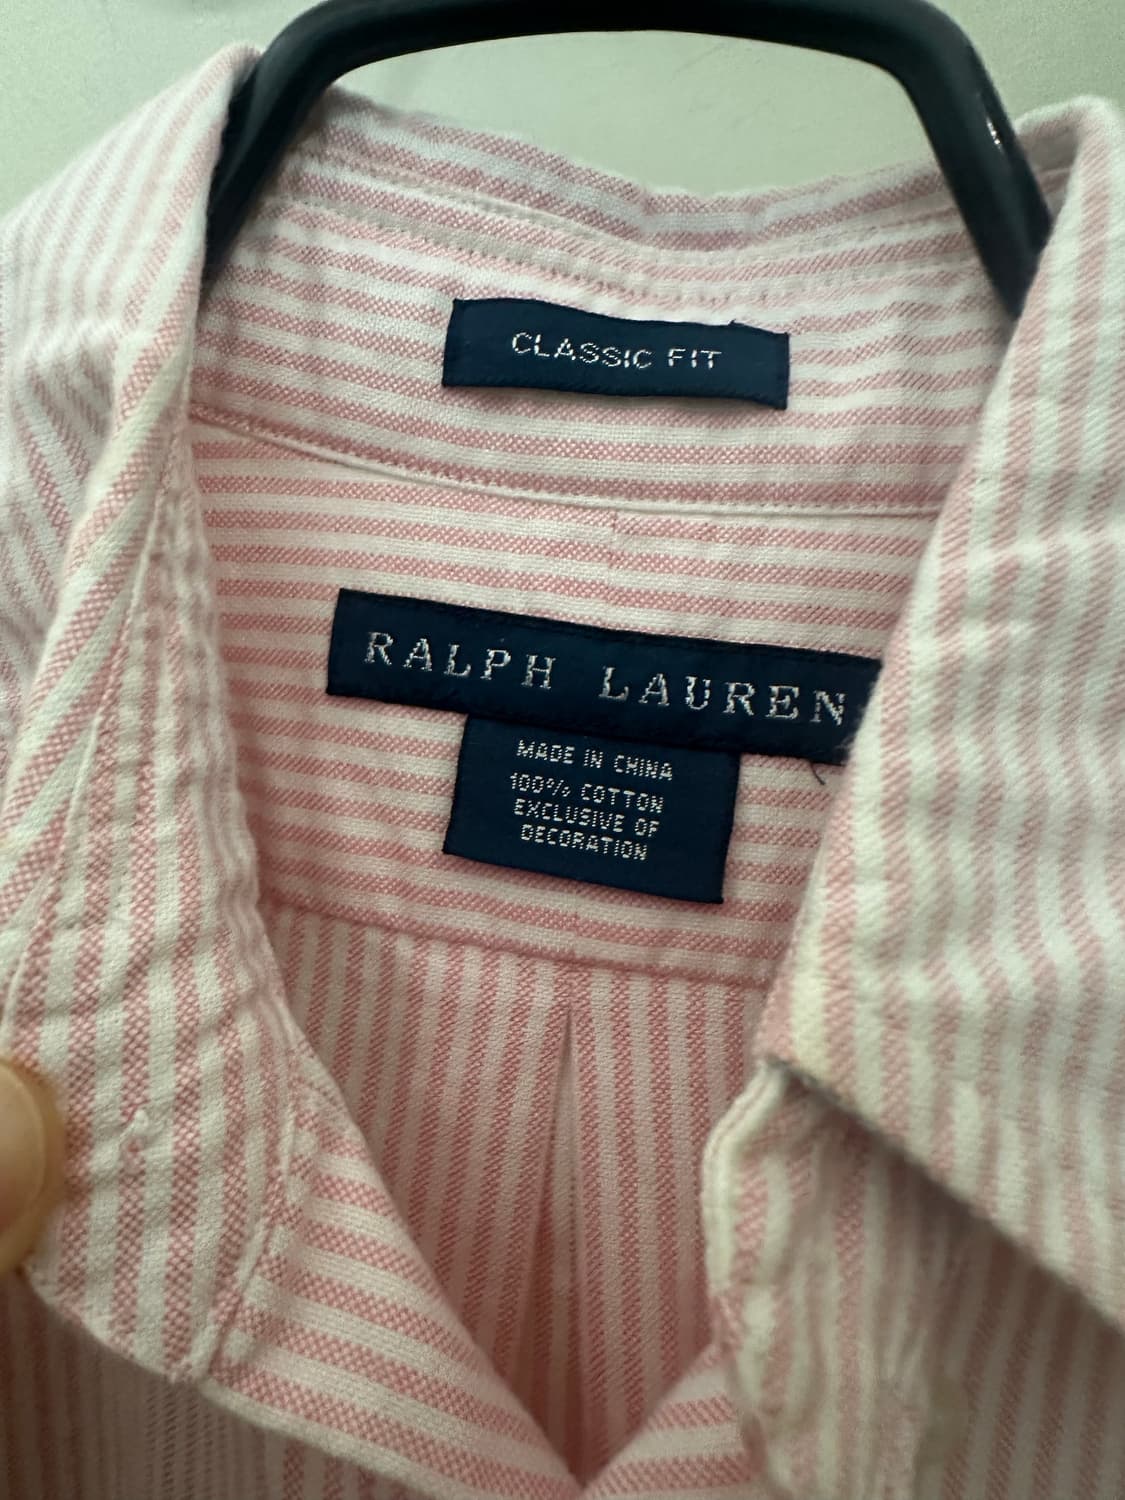 CLASSIC FIT
RALPH LAUREN
MADE IN CHINA
100% COTTON
EXCLUSIVE OF
DECORATION